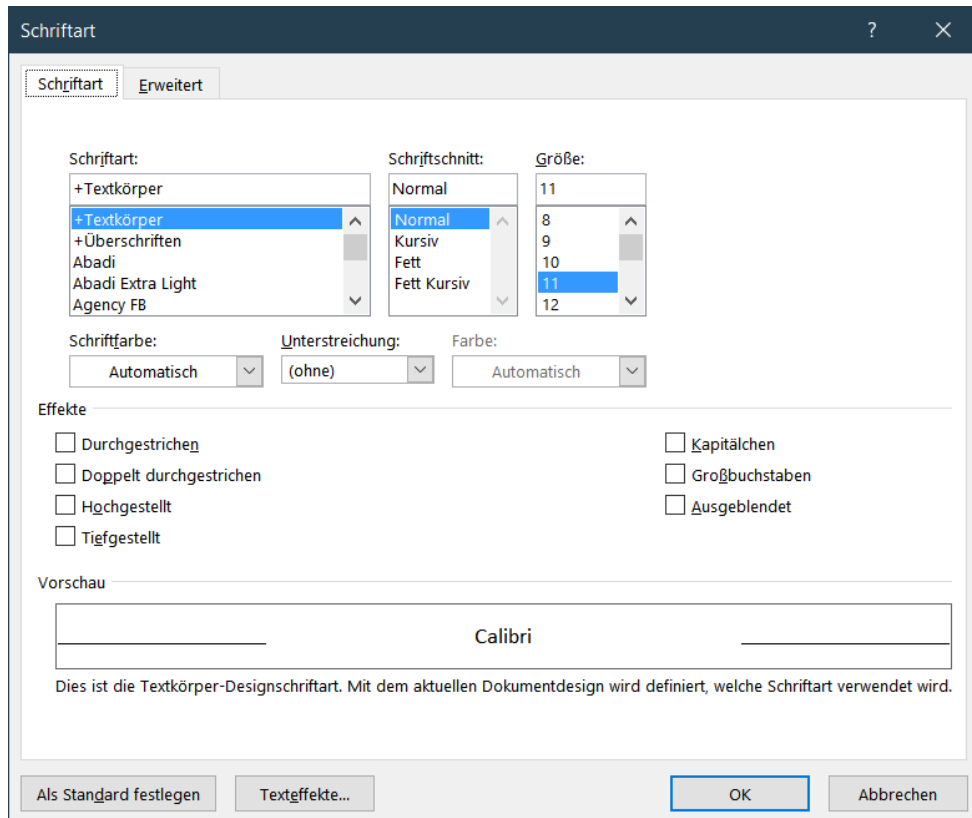 Schriftart ?
Schriftart Erweitert
Schriftart: Schriftschnitt: Größe:
+Textkörper Normal 11
+Textkörper Normal 8
+Überschriften Kursiv 9
Abadi Fett 10
Abadi Extra Light Fett Kursiv 11
Agency FB 12
Schriftfarbe: Unterstreichung: Farbe:
Automatisch (ohne) Automatisch
Effekte
Durchgestrichen Kapitälchen
Doppelt durchgestrichen Großbuchstaben
Hochgestellt Ausgeblendet
Tiefgestellt
Vorschau
Calibri
Dies ist die Textkörper-Designschriftart. Mit dem aktuellen Dokumentdesign wird definiert, welche Schriftart verwendet wird.
Als Standard festlegen Texteffekte... OK Abbrechen